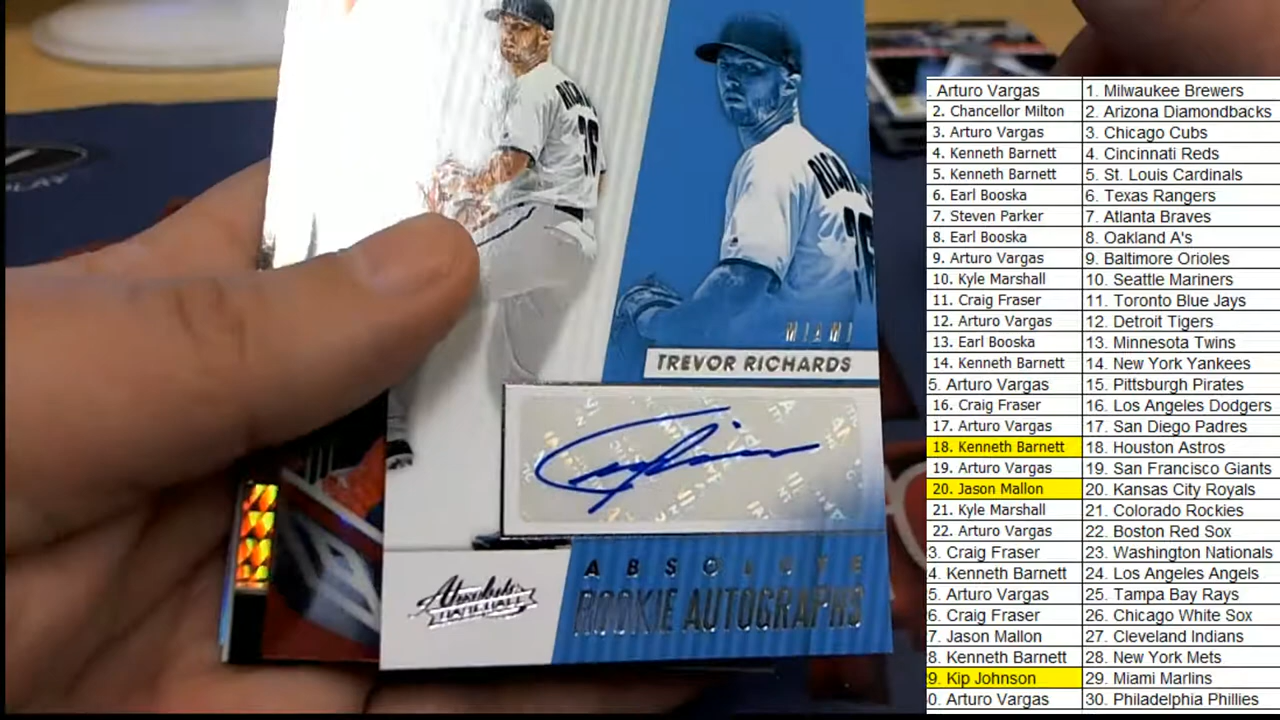 RICHARDS
36
MIAMI
TREVOR RICHARDS
Absolute
BASEBALL
ABSOLUTE
ROOKIE AUTOGRAPHS
PLAY
. Arturo Vargas 1. Milwaukee Brewers
2. Chancellor Milton 2. Arizona Diamondbacks
3. Arturo Vargas 3. Chicago Cubs
4. Kenneth Barnett 4. Cincinnati Reds
5. Kenneth Barnett 5. St. Louis Cardinals
6. Earl Booska 6. Texas Rangers
7. Steven Parker 7. Atlanta Braves
8. Earl Booska 8. Oakland A's
9. Arturo Vargas 9. Baltimore Orioles
10. Kyle Marshall 10. Seattle Mariners
11. Craig Fraser 11. Toronto Blue Jays
12. Arturo Vargas 12. Detroit Tigers
13. Earl Booska 13. Minnesota Twins
14. Kenneth Barnett 14. New York Yankees
5. Arturo Vargas 15. Pittsburgh Pirates
16. Craig Fraser 16. Los Angeles Dodgers
17. Arturo Vargas 17. San Diego Padres
18. Kenneth Barnett 18. Houston Astros
19. Arturo Vargas 19. San Francisco Giants
20. Jason Mallon 20. Kansas City Royals
21. Kyle Marshall 21. Colorado Rockies
22. Arturo Vargas 22. Boston Red Sox
3. Craig Fraser 23. Washington Nationals
4. Kenneth Barnett 24. Los Angeles Angels
5. Arturo Vargas 25. Tampa Bay Rays
6. Craig Fraser 26. Chicago White Sox
7. Jason Mallon 27. Cleveland Indians
8. Kenneth Barnett 28. New York Mets
9. Kip Johnson 29. Miami Marlins
0. Arturo Vargas 30. Philadelphia Phillies